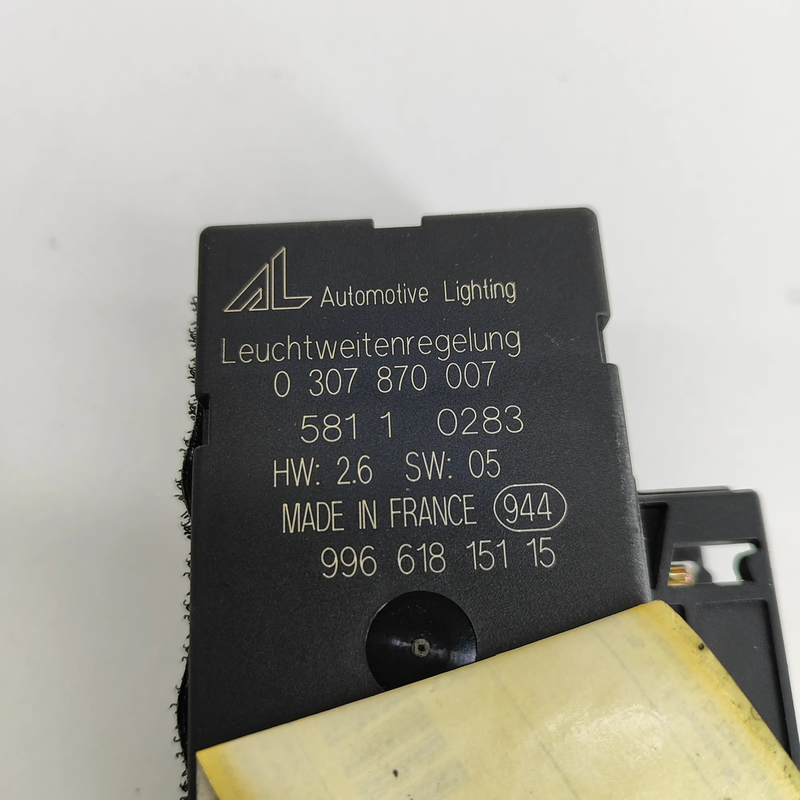 AL Automotive Lighting
Leuchtweitenregelung
0 307 870 007
581 1 0283
HW: 2.6 SW: 05
MADE IN FRANCE 944
996 618 151 15